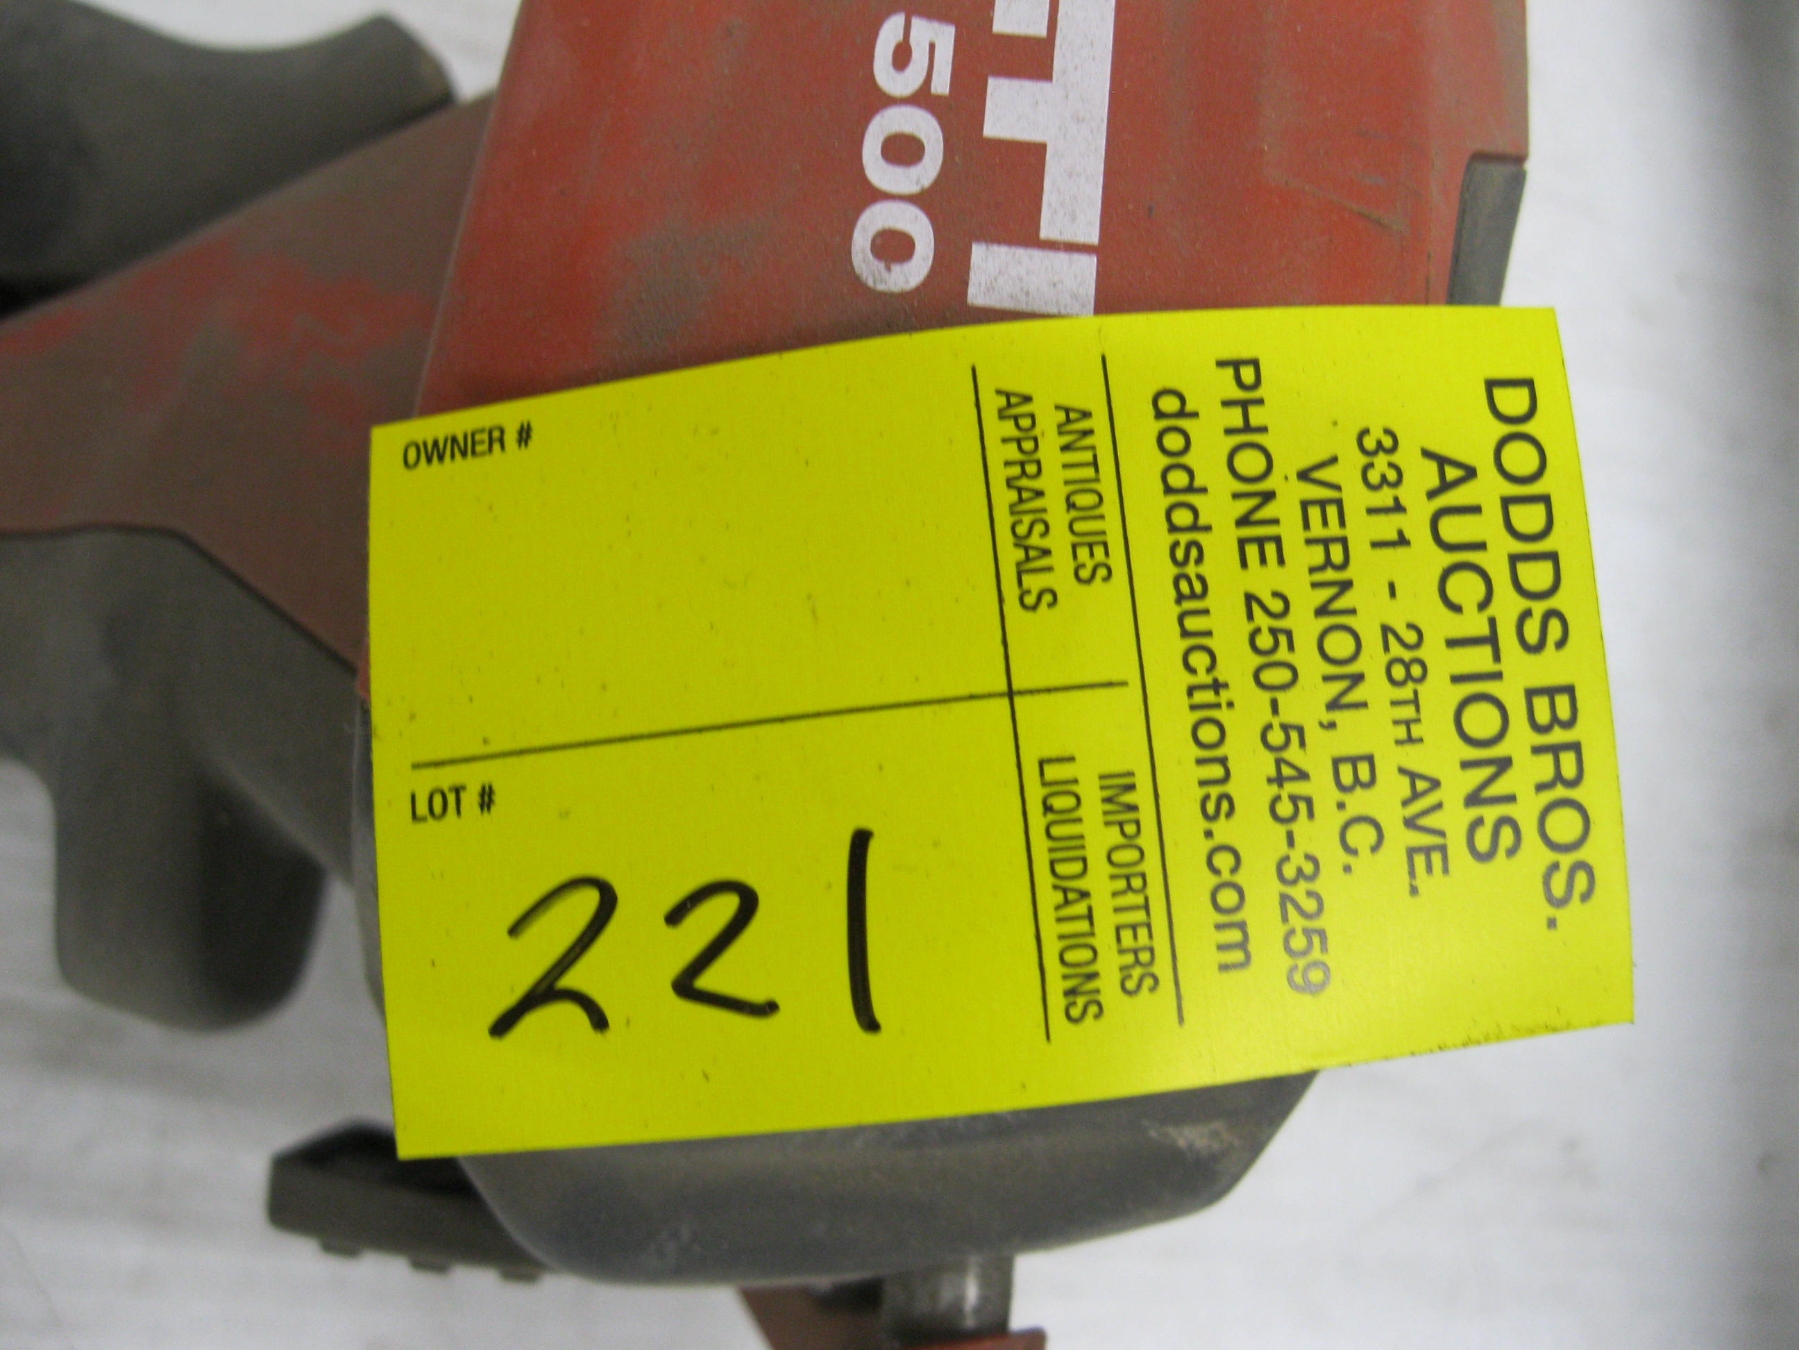 500
DODDS BROS.
AUCTIONS
3311 - 28TH AVE.
VERNON, B.C.
PHONE 250-545-3259
doddsauctions.com
ANTIQUES IMPORTERS
APPRAISALS LIQUIDATIONS
OWNER # LOT #
221